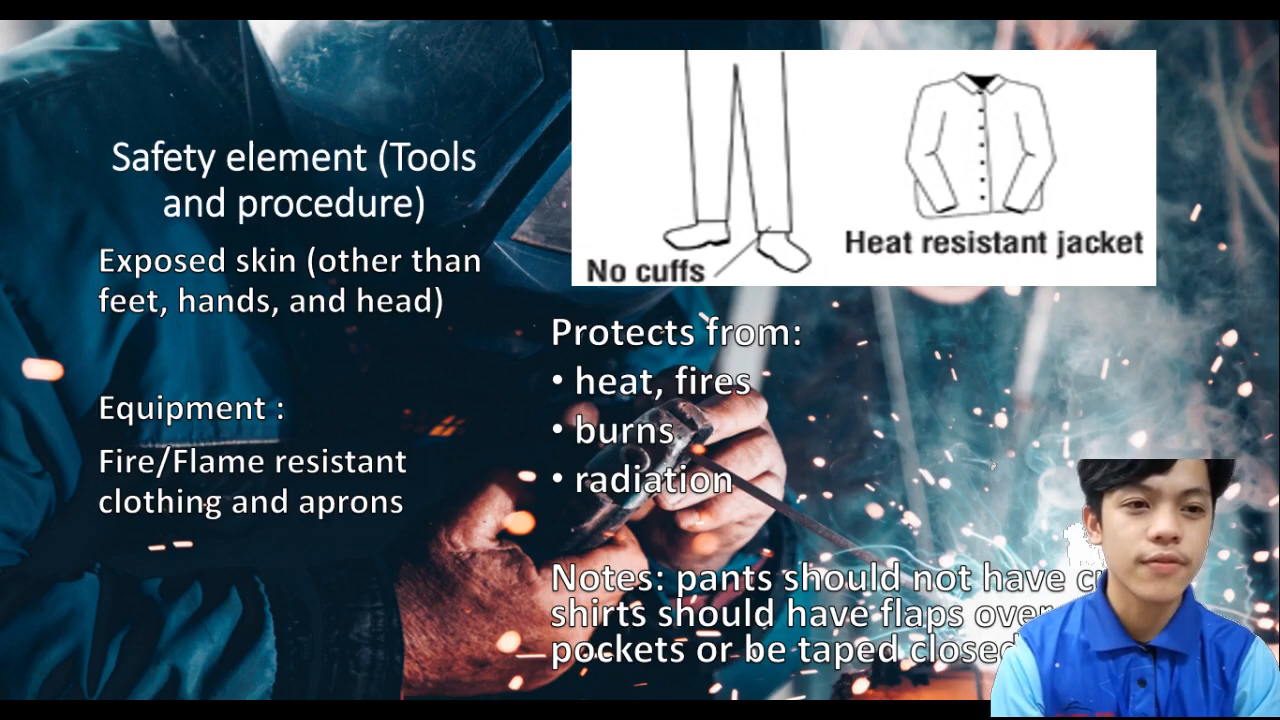 Safety element (Tools
and procedure)
Exposed skin (other than
feet, hands, and head)
Equipment :
Fire/Flame resistant
clothing and aprons
No cuffs
Heat resistant jacket
Protects from:
• heat, fires
• burns
• radiation
Notes: pants should not have
shirts should have flaps over
pockets or be taped closed